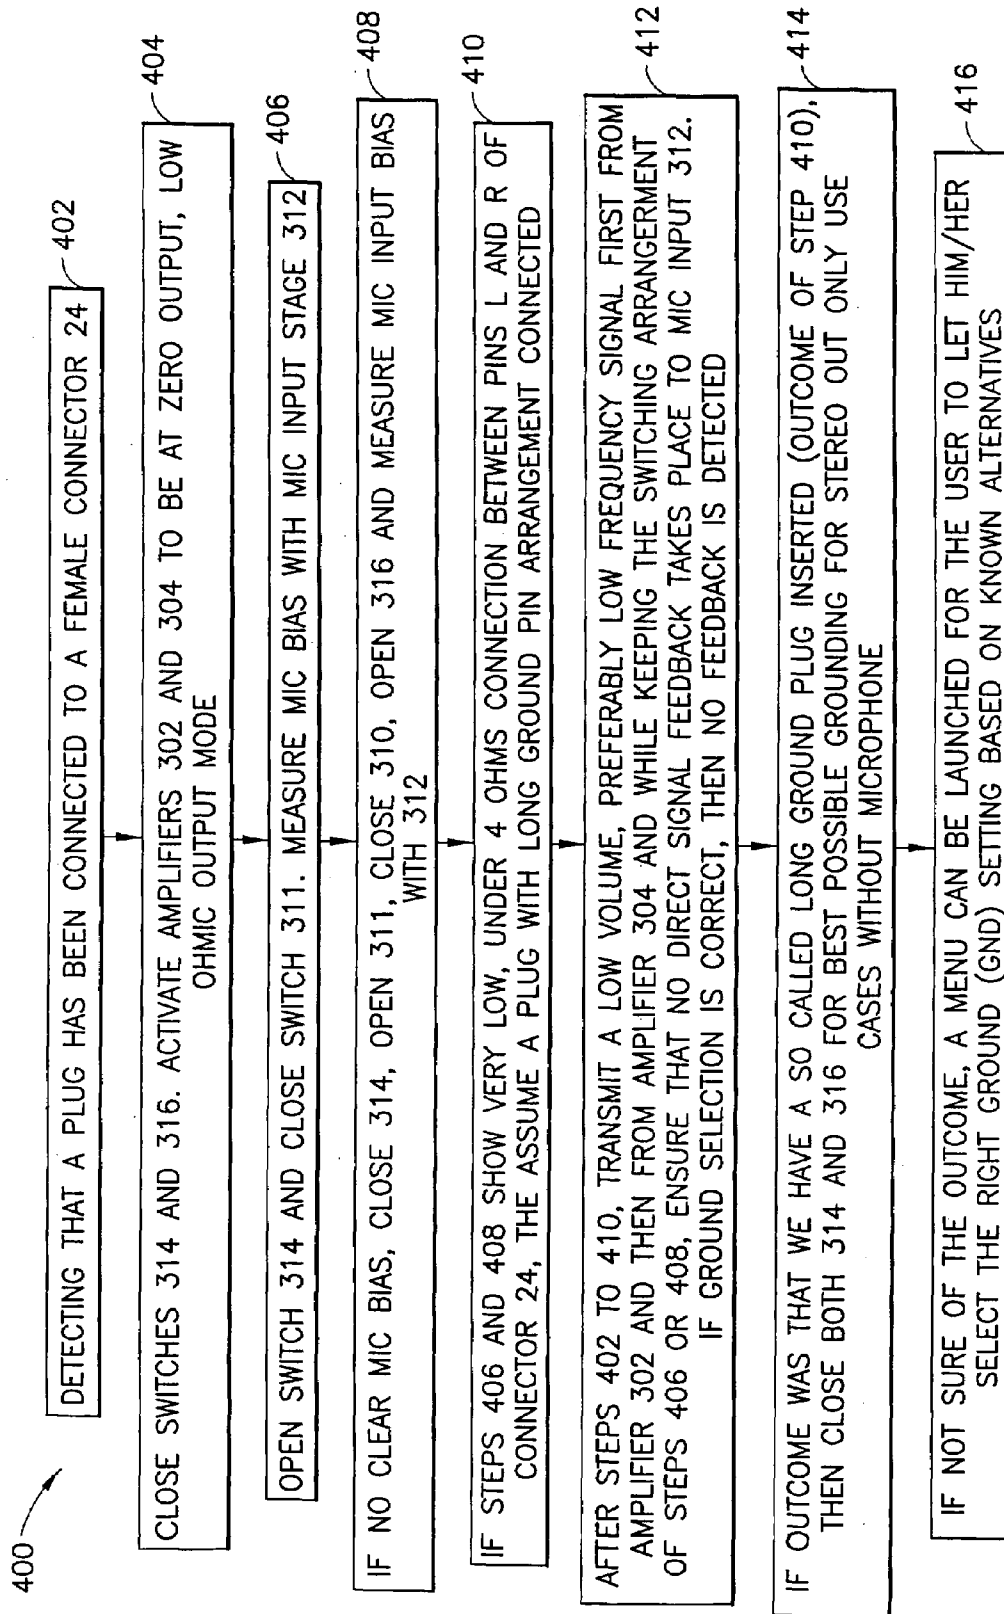 400
402
DETECTING THAT A PLUG HAS BEEN CONNECTED TO A FEMALE CONNECTOR 24
404
CLOSE SWITCHES 314 AND 316. ACTIVATE AMPLIFIERS 302 AND 304 TO BE AT ZERO OUTPUT, LOW
OHMIC OUTPUT MODE
406
OPEN SWITCH 314 AND CLOSE SWITCH 311. MEASURE MIC BIAS WITH MIC INPUT STAGE 312
408
IF NO CLEAR MIC BIAS, CLOSE 314, OPEN 311, CLOSE 310, OPEN 316 AND MEASURE MIC INPUT BIAS
WITH 312
410
IF STEPS 406 AND 408 SHOW VERY LOW, UNDER 4 OHMS CONNECTION BETWEEN PINS L AND R OF
CONNECTOR 24, THE ASSUME A PLUG WITH LONG GROUND PIN ARRANGEMENT CONNECTED
412
AFTER STEPS 402 TO 410, TRANSMIT A LOW VOLUME, PREFERABLY LOW FREQUENCY SIGNAL FIRST FROM
AMPLIFIER 302 AND THEN FROM AMPLIFIER 304 AND WHILE KEEPING THE SWITCHING ARRANGERMENT
OF STEPS 406 OR 408, ENSURE THAT NO DIRECT SIGNAL FEEDBACK TAKES PLACE TO MIC INPUT 312.
IF GROUND SELECTION IS CORRECT, THEN NO FEEDBACK IS DETECTED
414
IF OUTCOME WAS THAT WE HAVE A SO CALLED LONG GROUND PLUG INSERTED (OUTCOME OF STEP 410),
THEN CLOSE BOTH 314 AND 316 FOR BEST POSSIBLE GROUNDING FOR STEREO OUT ONLY USE
CASES WITHOUT MICROPHONE
416
IF NOT SURE OF THE OUTCOME, A MENU CAN BE LAUNCHED FOR THE USER TO LET HIM/HER
SELECT THE RIGHT GROUND (GND) SETTING BASED ON KNOWN ALTERNATIVES